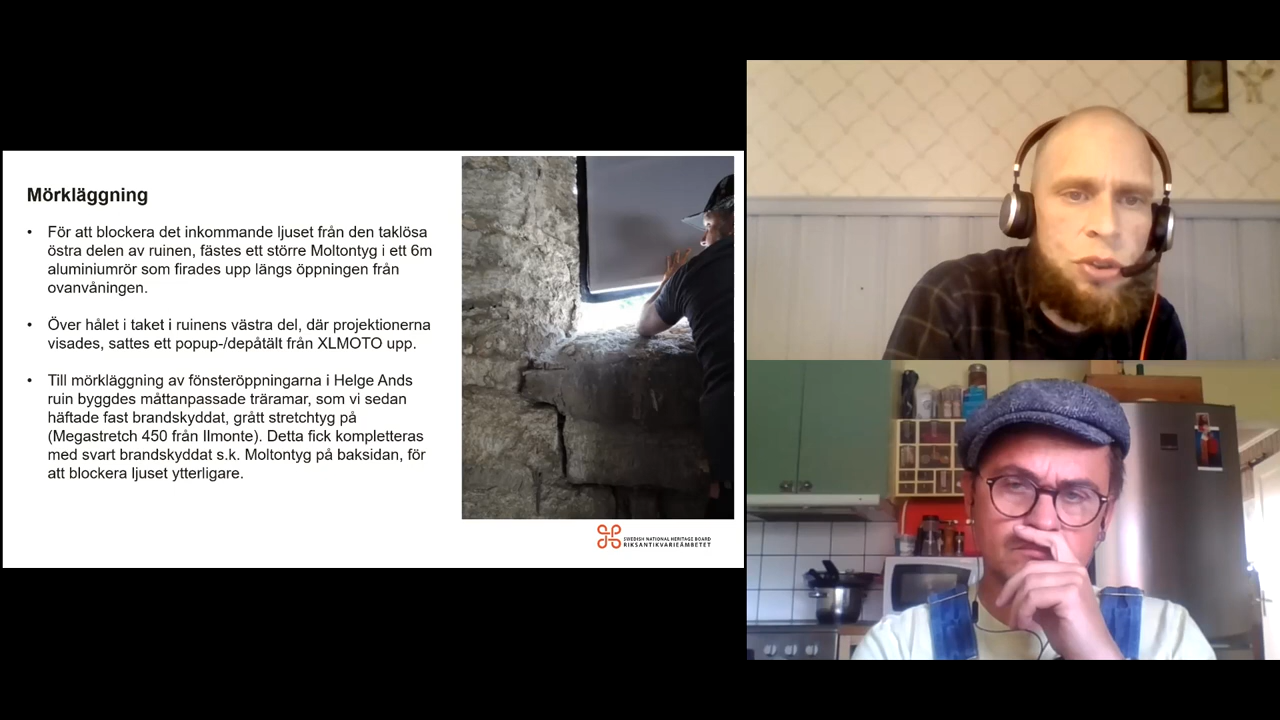 Mörkläggning
• För att blockera det inkommande ljuset från den taklösa
östra delen av ruinen, fästes ett större Moltontyg i ett 6m
aluminiumrör som firades upp längs öppningen från
ovanvåningen.
• Över hålet i taket i ruinens västra del, där projektionerna
visades, sattes ett popup-/depåtält från XLMOTO upp.
• Till mörkläggning av fönsteröppningarna i Helge Ands
ruin byggdes måttanpassade träramar, som vi sedan
häftade fast brandskyddat, grått stretchtyg på
(Megastretch 450 från Ilmonte). Detta fick kompletteras
med svart brandskyddat s.k. Moltontyg på baksidan, för
att blockera ljuset ytterligare.
SWEDISH NATIONAL HERITAGE BOARD
RIKSANTIKVARIEÄMBETET